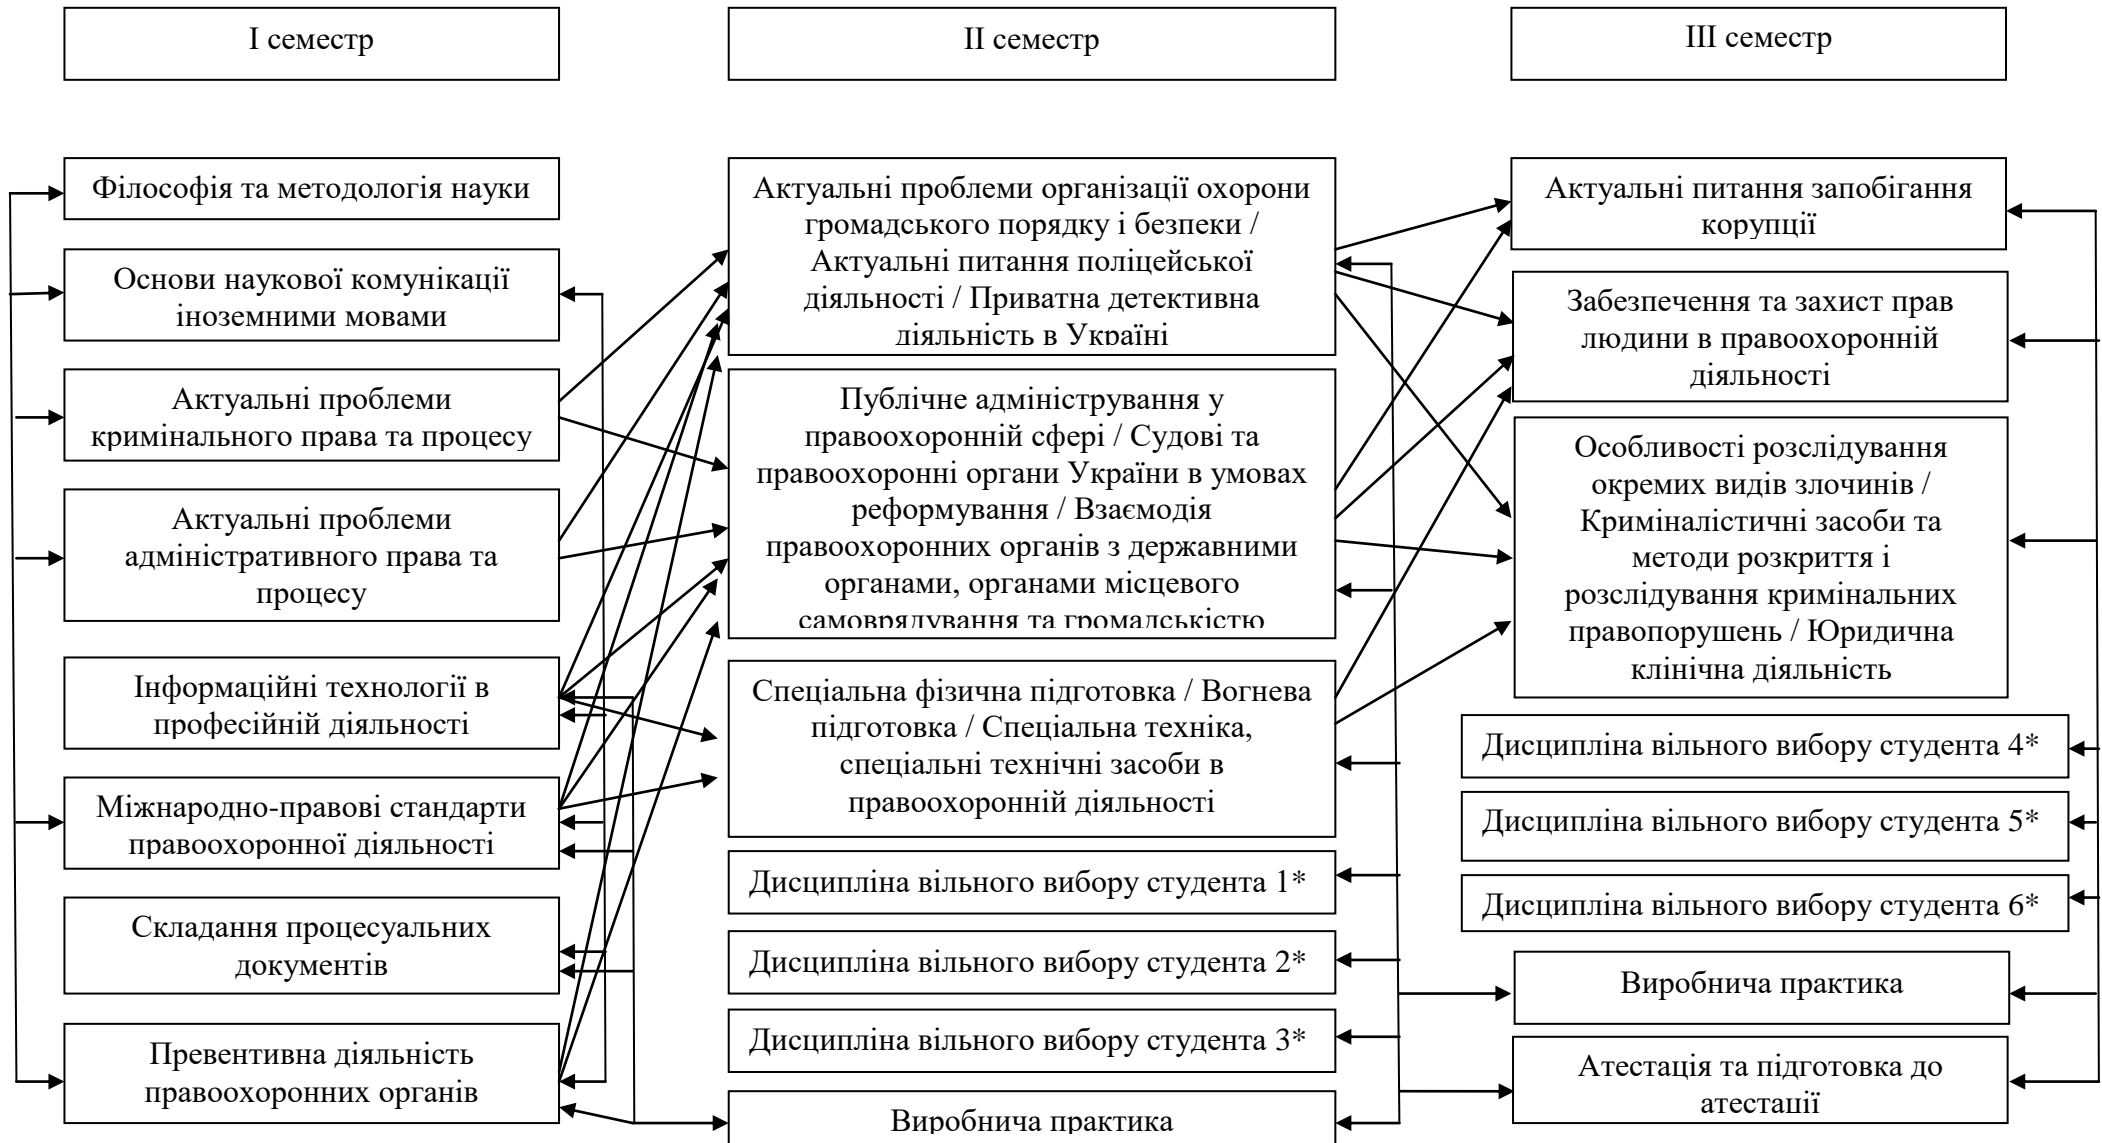 І семестр
ІІ семестр
ІІІ семестр
Філософія та методологія науки
Основи наукової комунікації
іноземними мовами
Актуальні проблеми
кримінального права та процесу
Актуальні проблеми
адміністративного права та
процесу
Інформаційні технології в
професійній діяльності
Міжнародно-правові стандарти
правоохоронної діяльності
Складання процесуальних
документів
Превентивна діяльність
правоохоронних органів
Актуальні проблеми організації охорони
громадського порядку і безпеки /
Актуальні питання поліцейської
діяльності / Приватна детективна
діяльність в Україні
Публічне адміністрування у
правоохоронній сфері / Судові та
правоохоронні органи України в умовах
реформування / Взаємодія
правоохоронних органів з державними
органами, органами місцевого
самоврядування та громадськістю
Спеціальна фізична підготовка / Вогнева
підготовка / Спеціальна техніка,
спеціальні технічні засоби в
правоохоронній діяльності
Дисципліна вільного вибору студента 1*
Дисципліна вільного вибору студента 2*
Дисципліна вільного вибору студента 3*
Виробнича практика
Актуальні питання запобігання
корупції
Забезпечення та захист прав
людини в правоохоронній
діяльності
Особливості розслідування
окремих видів злочинів /
Криміналістичні засоби та
методи розкриття і
розслідування кримінальних
правопорушень / Юридична
клінічна діяльність
Дисципліна вільного вибору студента 4*
Дисципліна вільного вибору студента 5*
Дисципліна вільного вибору студента 6*
Виробнича практика
Атестація та підготовка до
атестації